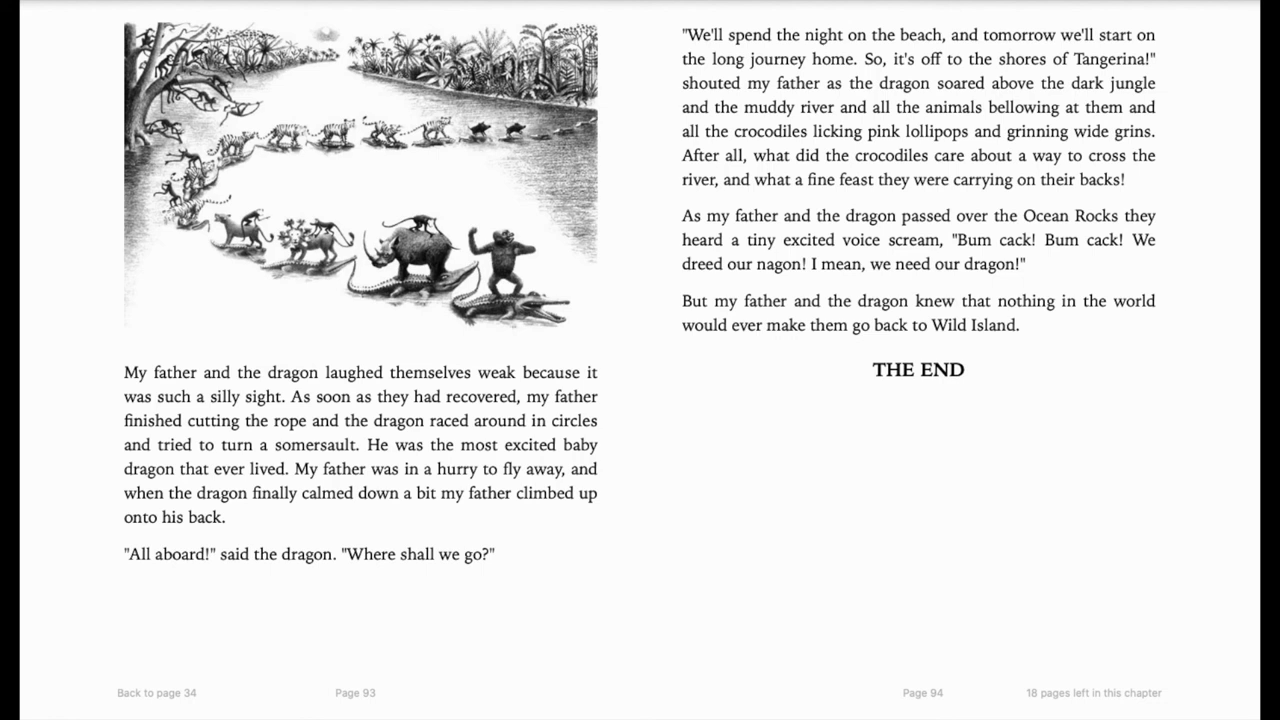 My father and the dragon laughed themselves weak because it
was such a silly sight. As soon as they had recovered, my father
finished cutting the rope and the dragon raced around in circles
and tried to turn a somersault. He was the most excited baby
dragon that ever lived. My father was in a hurry to fly away, and
when the dragon finally calmed down a bit my father climbed up
onto his back.
"All aboard!" said the dragon. "Where shall we go?"
Back to page 34
Page 93
"We'll spend the night on the beach, and tomorrow we'll start on
the long journey home. So, it's off to the shores of Tangerina!"
shouted my father as the dragon soared above the dark jungle
and the muddy river and all the animals bellowing at them and
all the crocodiles licking pink lollipops and grinning wide grins.
After all, what did the crocodiles care about a way to cross the
river, and what a fine feast they were carrying on their backs!
As my father and the dragon passed over the Ocean Rocks they
heard a tiny excited voice scream, "Bum cack! Bum cack! We
dreed our nagon! I mean, we need our dragon!"
But my father and the dragon knew that nothing in the world
would ever make them go back to Wild Island.
THE END
Page 94
18 pages left in this chapter